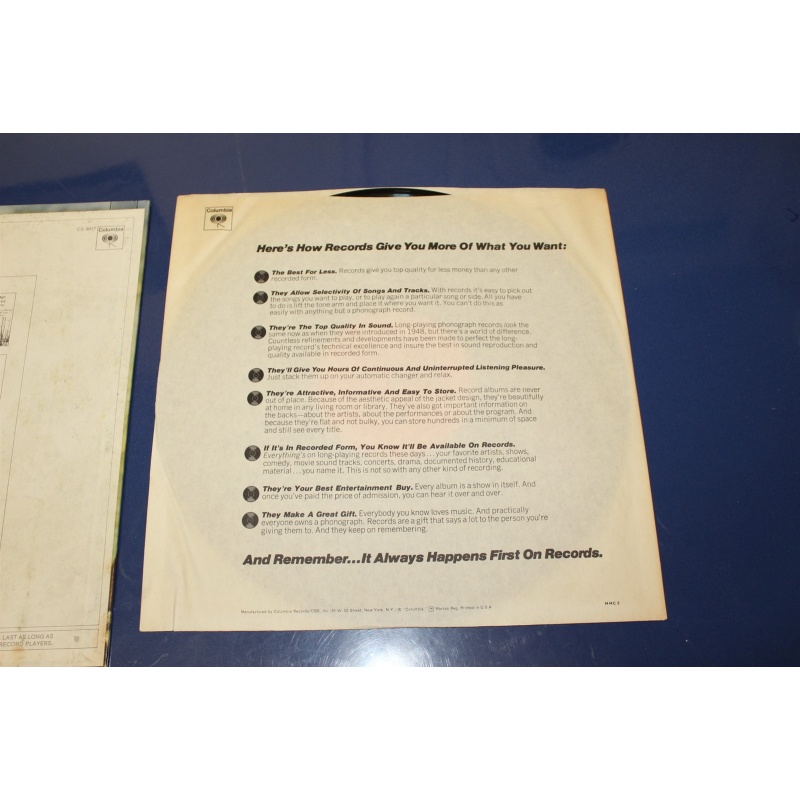 CS 9817
Columbia
LAST AS LONG AS
RECORD PLAYERS.
Columbia
Here's How Records Give You More Of What You Want:
The Best For Less. Records give you top quality for less money than any other
recorded form.
They Allow Selectivity Of Songs And Tracks. With records it's easy to pick out
the songs you want to play, or to play again a particular song or side. All you have
to do is lift the tone arm and place it where you want it. You can't do this as
easily with anything but a phonograph record.
They're The Top Quality In Sound. Long-playing phonograph records look the
same now as when they were introduced in 1948, but there's a world of difference.
Countless refinements and developments have been made to perfect the long-
playing record's technical excellence and insure the best in sound reproduction and
quality available in recorded form.
They'll Give You Hours Of Continuous And Uninterrupted Listening Pleasure.
Just stack them up on your automatic changer and relax.
They're Attractive, Informative And Easy To Store. Record albums are never
out of place. Because of the aesthetic appeal of the jacket design, they're beautifully
at home in any living room or library. They've also got important information on
the backs—about the artists, about the performances or about the program. And
because they're flat and not bulky, you can store hundreds in a minimum of space
and still see every title.
If It's In Recorded Form, You Know It'll Be Available On Records.
Everything's on long-playing records these days...your favorite artists, shows,
comedy, movie sound tracks, concerts, drama, documented history, educational
material...you name it. This is not so with any other kind of recording.
They're Your Best Entertainment Buy. Every album is a show in itself. And
once you've paid the price of admission, you can hear it over and over.
They Make A Great Gift. Everybody you know loves music. And practically
everyone owns a phonograph. Records are a gift that says a lot to the person you're
giving them to. And they keep on remembering.
And Remember...It Always Happens First On Records.
Manufactured by Columbia Records/CBS, Inc./51 W. 52 Street, New York, N.Y./® "Columbia," Marcas Reg. Printed in U.S.A.